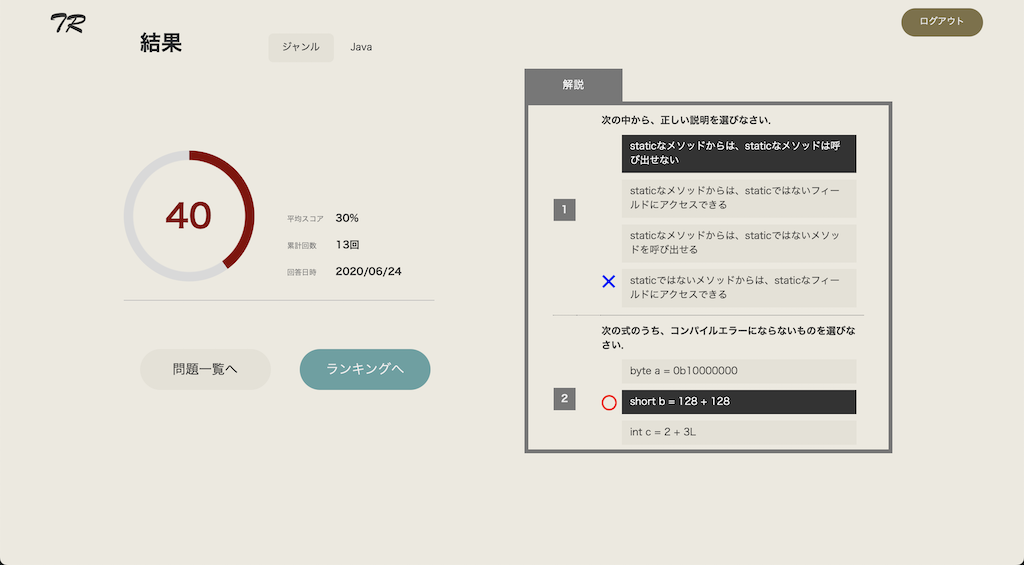 TR
ログアウト
結果
ジャンル
Java
40
平均スコア 30%
累計回数 13回
回答日時 2020/06/24
問題一覧へ
ランキングへ
解説
1
次の中から、正しい説明を選びなさい.
staticなメソッドからは、staticなメソッドは呼
び出せない
staticなメソッドからは、staticではないフィー
ルドにアクセスできる
staticなメソッドからは、staticではないメソッ
ドを呼び出せる
staticではないメソッドからは、staticなフィー
ルドにアクセスできる
2
次の式のうち、コンパイルエラーにならないものを選びな
さい.
byte a = 0b10000000
short b = 128 + 128
int c = 2 + 3L